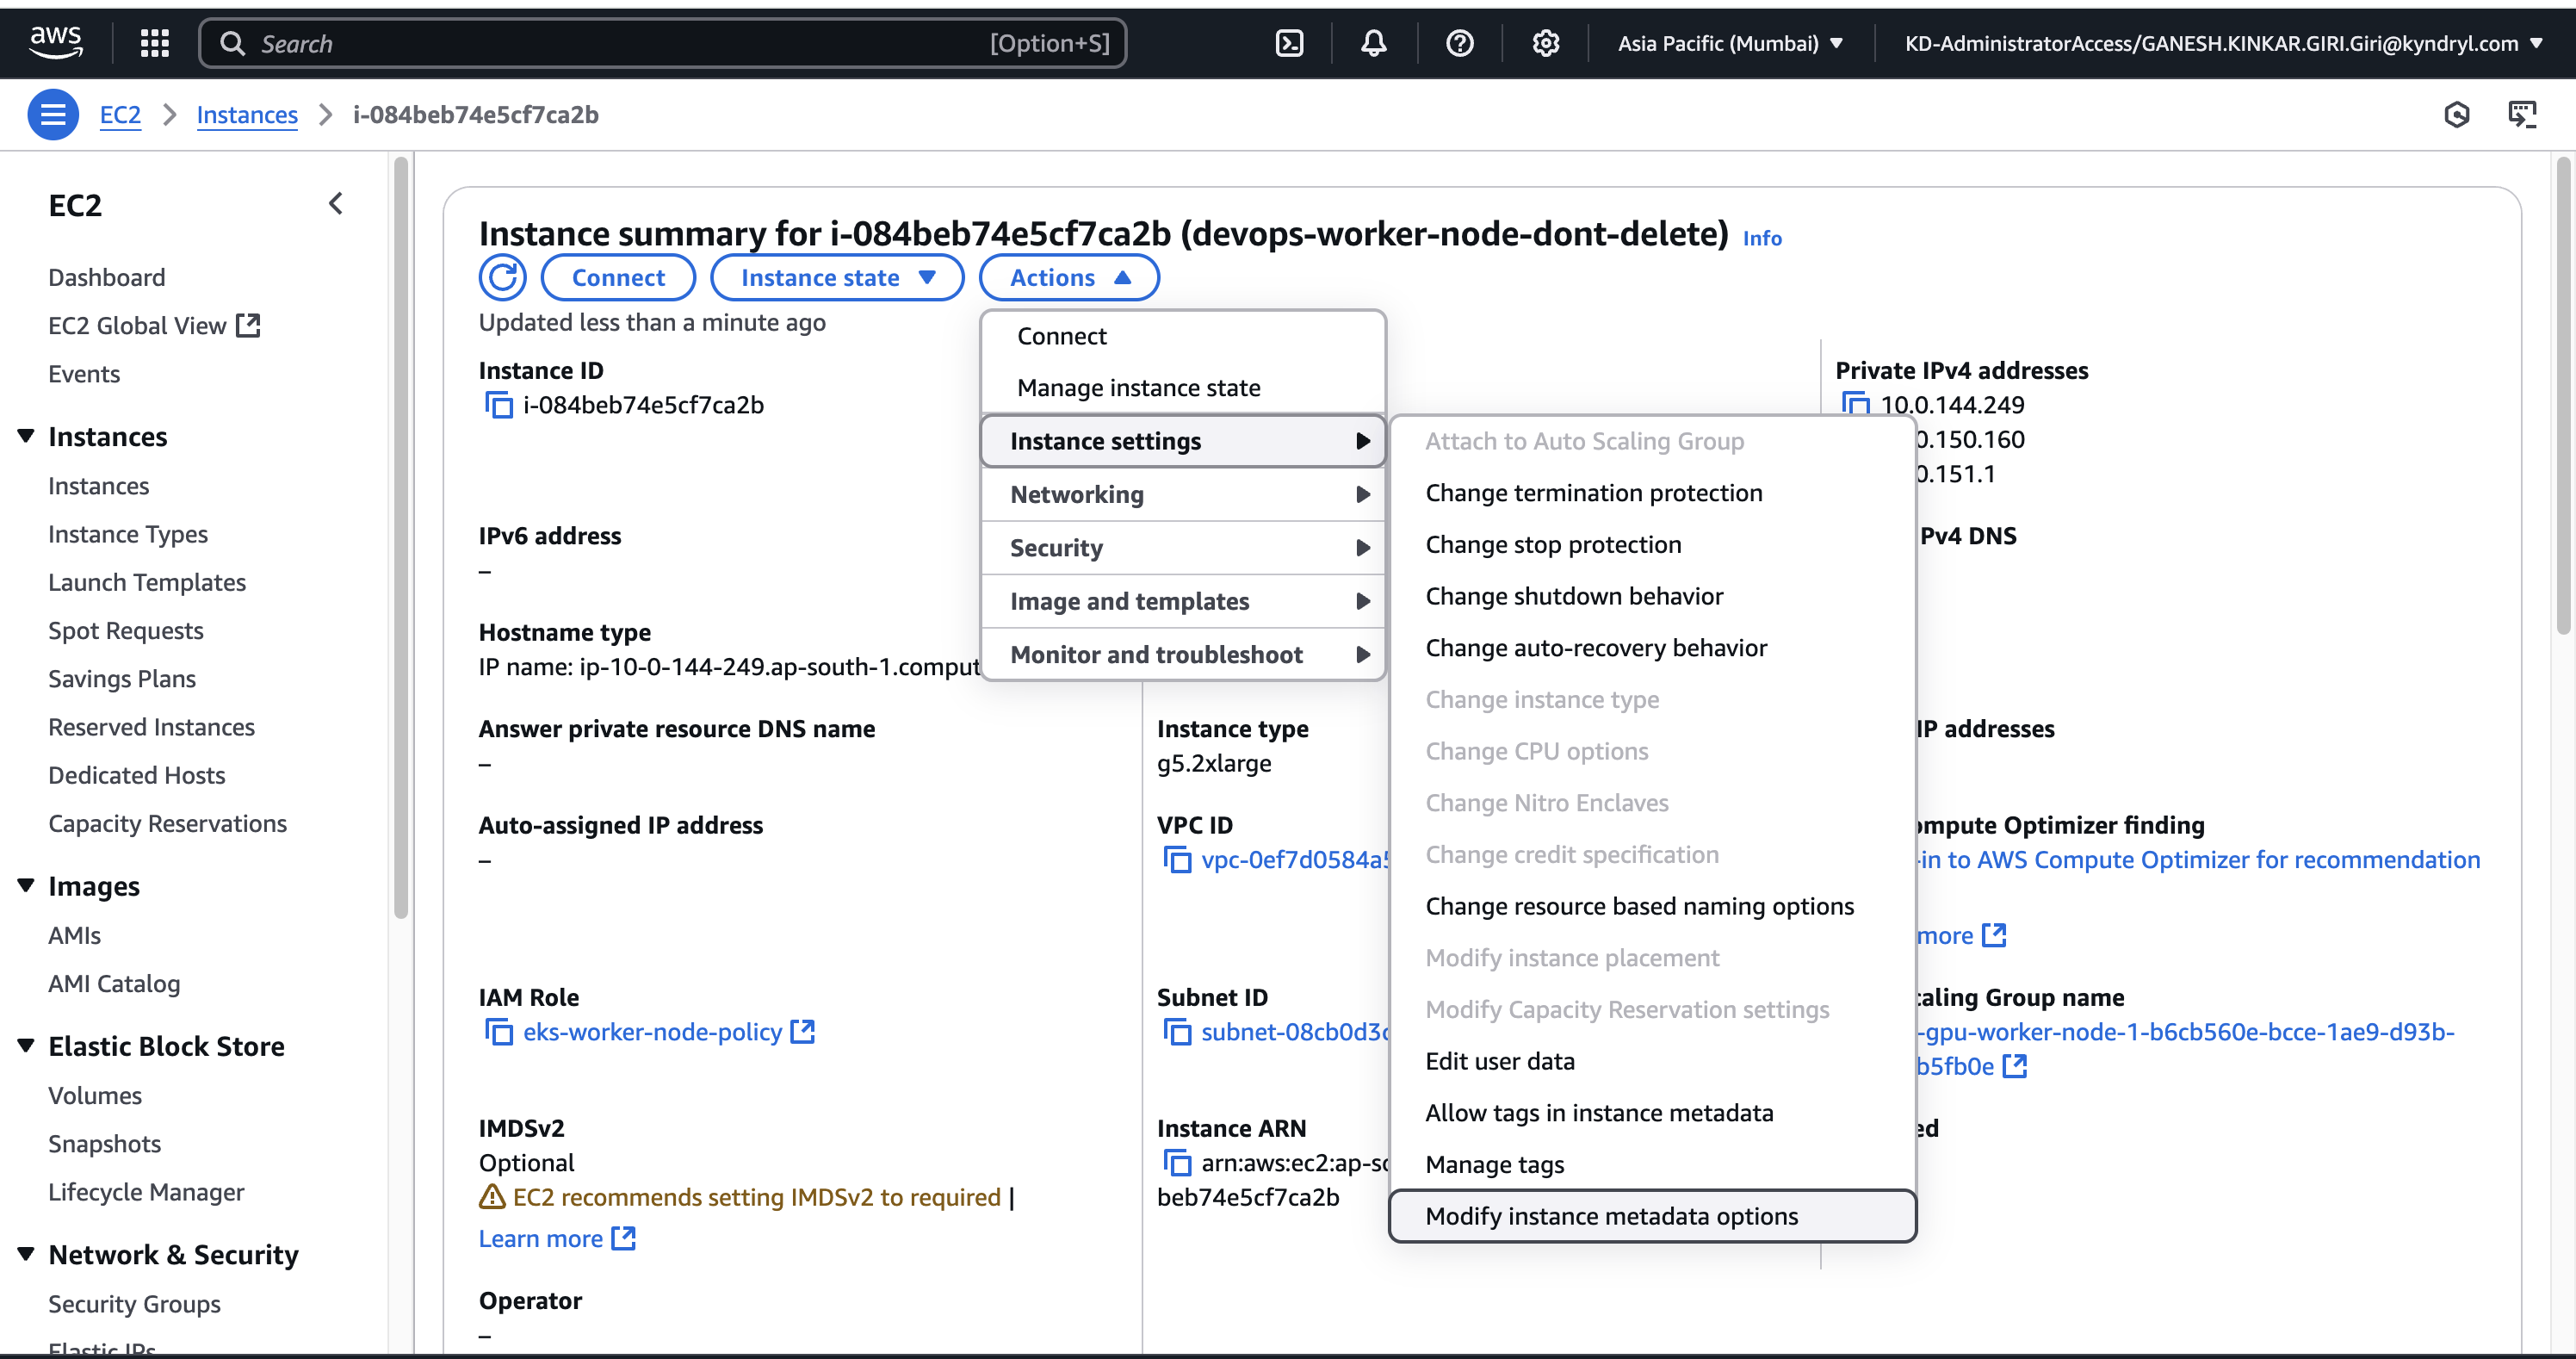 aws
Search
[Option+S]
Asia Pacific (Mumbai)
KD-AdministratorAccess/GANESH.KINKAR.GIRI.Giri@kyndryl.com
EC2
Instances
i-084beb74e5cf7ca2b
EC2
Dashboard
EC2 Global View
Events
Instances
Instances
Instance Types
Launch Templates
Spot Requests
Savings Plans
Reserved Instances
Dedicated Hosts
Capacity Reservations
Images
AMIs
AMI Catalog
Elastic Block Store
Volumes
Snapshots
Lifecycle Manager
Network & Security
Security Groups
Elastic IPs
Instance summary for i-084beb74e5cf7ca2b (devops-worker-node-dont-delete) Info
Connect
Instance state
Actions
Updated less than a minute ago
Instance ID
i-084beb74e5cf7ca2b
IPv6 address
–
Hostname type
IP name: ip-10-0-144-249.ap-south-1.comput
Answer private resource DNS name
–
Auto-assigned IP address
–
IAM Role
eks-worker-node-policy
IMDSv2
Optional
EC2 recommends setting IMDSv2 to required |
Learn more
Operator
–
Connect
Manage instance state
Instance settings
Networking
Security
Image and templates
Monitor and troubleshoot
Instance type
g5.2xlarge
VPC ID
vpc-0ef7d0584a5
Subnet ID
subnet-08cb0d3c
Instance ARN
arn:aws:ec2:ap-so
beb74e5cf7ca2b
Attach to Auto Scaling Group
Change termination protection
Change stop protection
Change shutdown behavior
Change auto-recovery behavior
Change instance type
Change CPU options
Change Nitro Enclaves
Change credit specification
Change resource based naming options
Modify instance placement
Modify Capacity Reservation settings
Edit user data
Allow tags in instance metadata
Manage tags
Modify instance metadata options
Private IPv4 addresses
10.0.144.249
0.150.160
0.151.1
Pv4 DNS
IP addresses
ompute Optimizer finding
-in to AWS Compute Optimizer for recommendation
more
caling Group name
-gpu-worker-node-1-b6cb560e-bcce-1ae9-d93b-
b5fb0e
ed